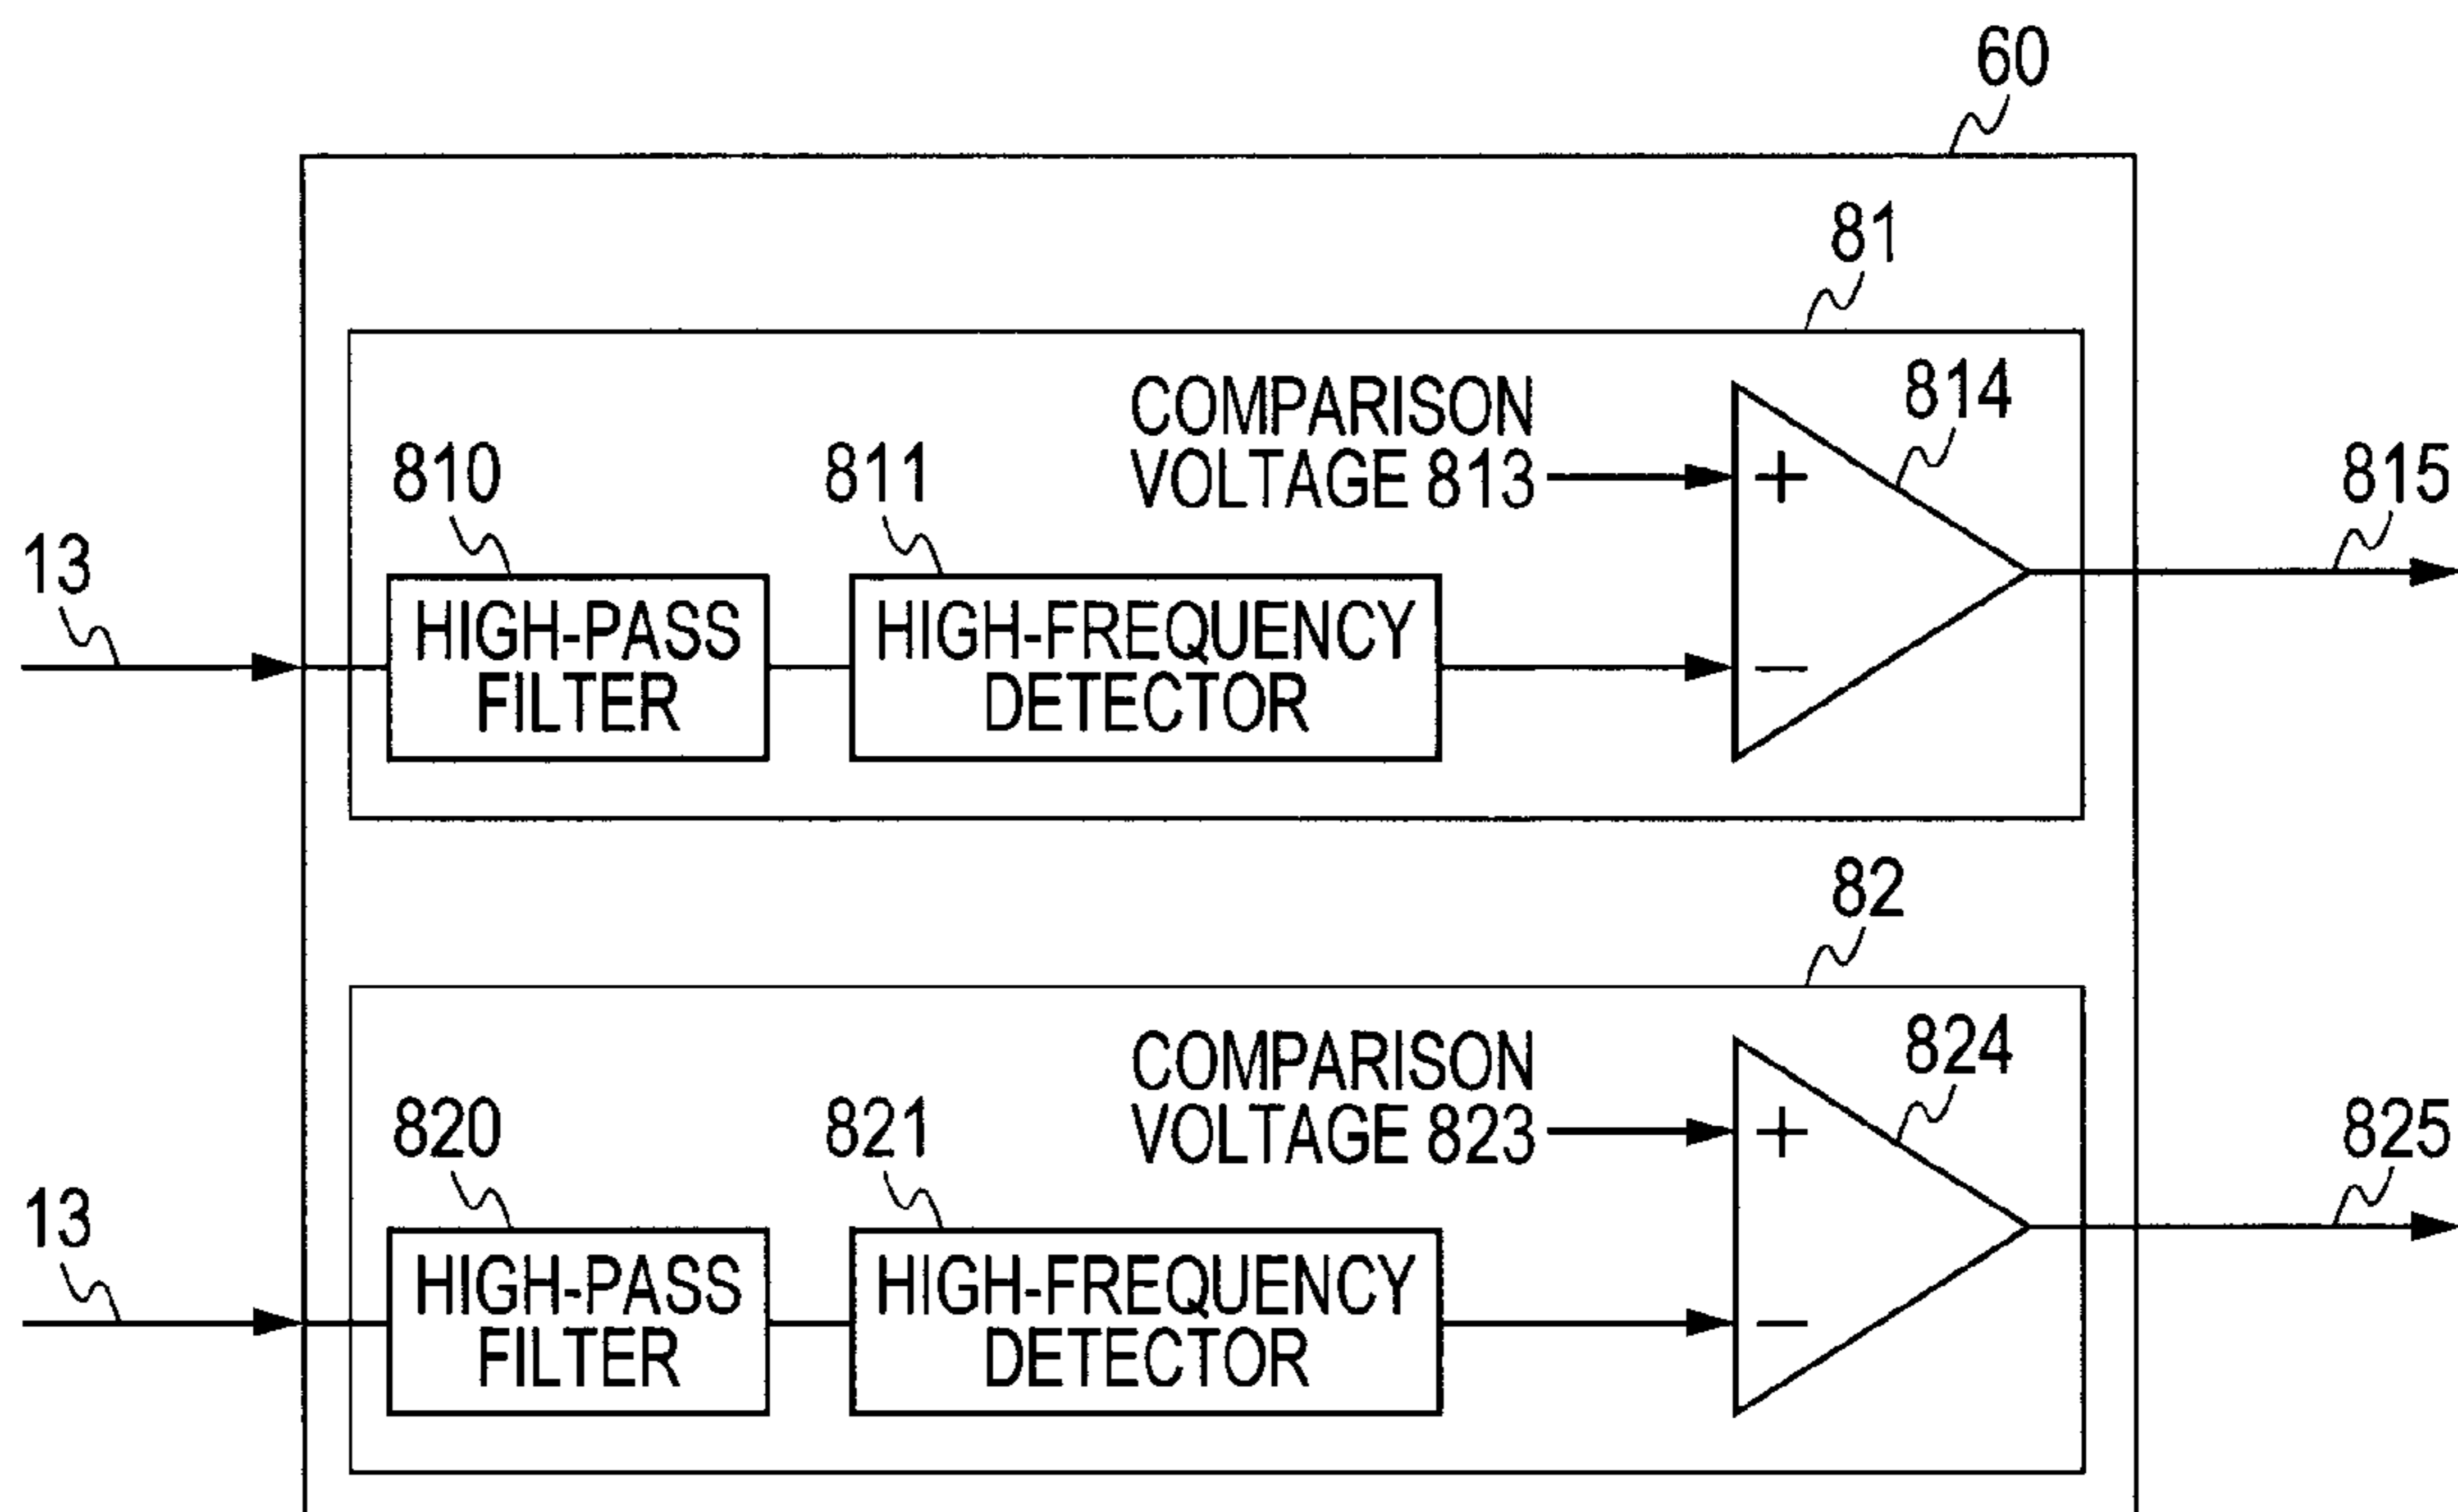 60
81
COMPARISON
VOLTAGE 813
814
+
−
810
811
815
13
HIGH-PASS
FILTER
HIGH-FREQUENCY
DETECTOR
82
COMPARISON
VOLTAGE 823
824
+
−
820
821
825
13
HIGH-PASS
FILTER
HIGH-FREQUENCY
DETECTOR